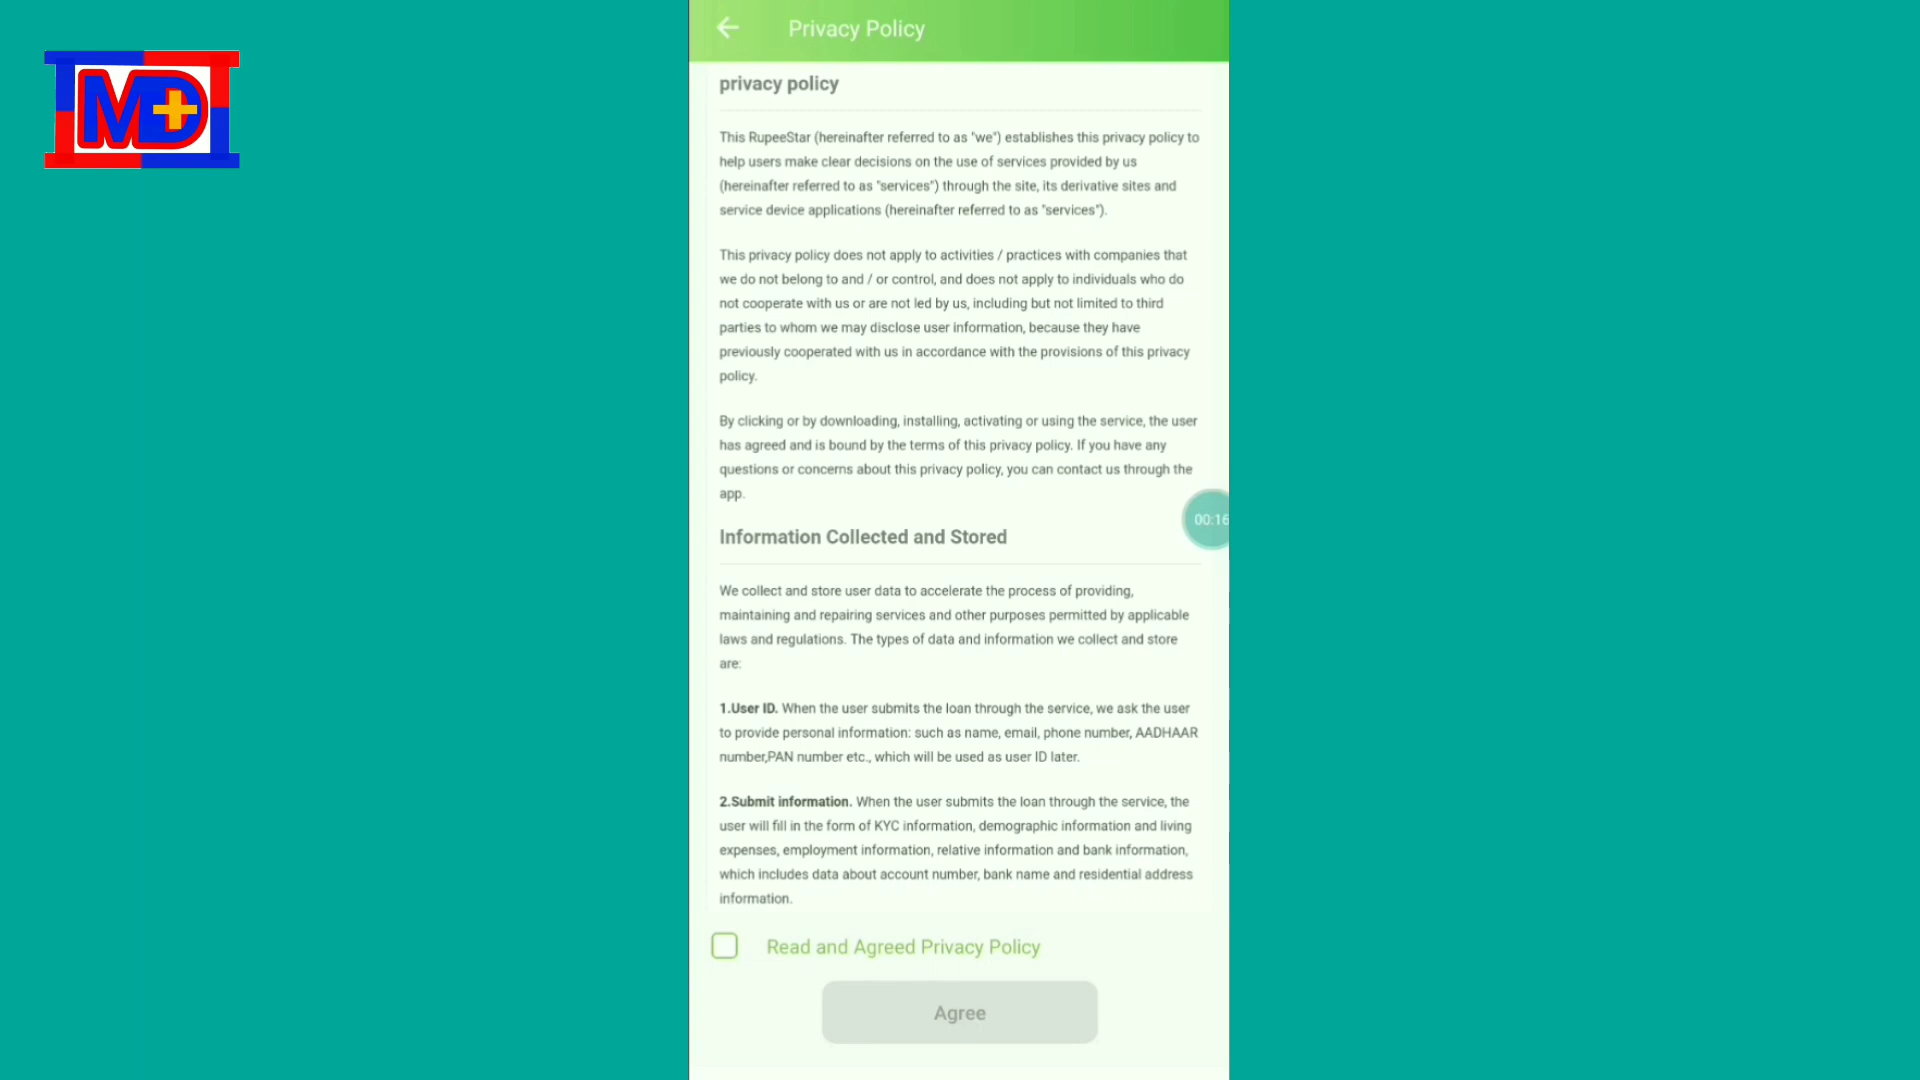 MD
Privacy Policy
privacy policy
This RupeeStar (hereinafter referred to as "we") establishes this privacy policy to
help users make clear decisions on the use of services provided by us
(hereinafter referred to as "services") through the site, its derivative sites and
service device applications (hereinafter referred to as "services").
This privacy policy does not apply to activities / practices with companies that
we do not belong to and / or control, and does not apply to individuals who do
not cooperate with us or are not led by us, including but not limited to third
parties to whom we may disclose user information, because they have
previously cooperated with us in accordance with the provisions of this privacy
policy.
By clicking or by downloading, installing, activating or using the service, the user
has agreed and is bound by the terms of this privacy policy. If you have any
questions or concerns about this privacy policy, you can contact us through the
app.
00:16
Information Collected and Stored
We collect and store user data to accelerate the process of providing,
maintaining and repairing services and other purposes permitted by applicable
laws and regulations. The types of data and information we collect and store
are:
1.User ID. When the user submits the loan through the service, we ask the user
to provide personal information: such as name, email, phone number, AADHAAR
number,PAN number etc., which will be used as user ID later.
2.Submit information. When the user submits the loan through the service, the
user will fill in the form of KYC information, demographic information and living
expenses, employment information, relative information and bank information,
which includes data about account number, bank name and residential address
information.
Read and Agreed Privacy Policy
Agree